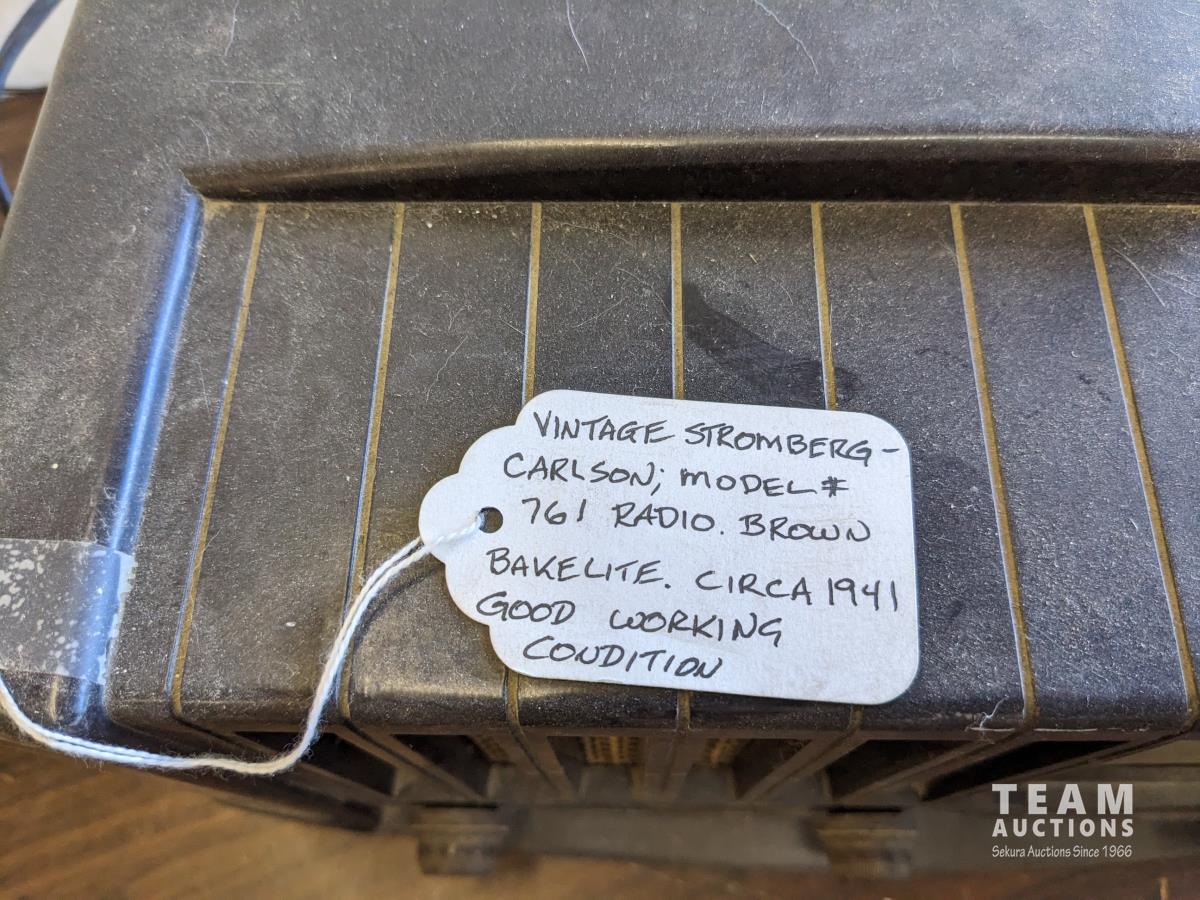 VINTAGE STROMBERG-
CARLSON; MODEL #
761 RADIO. BROWN
BAKELITE. CIRCA 1941
GOOD WORKING
CONDITION
TEAM
AUCTIONS
Sekura Auctions Since 1966